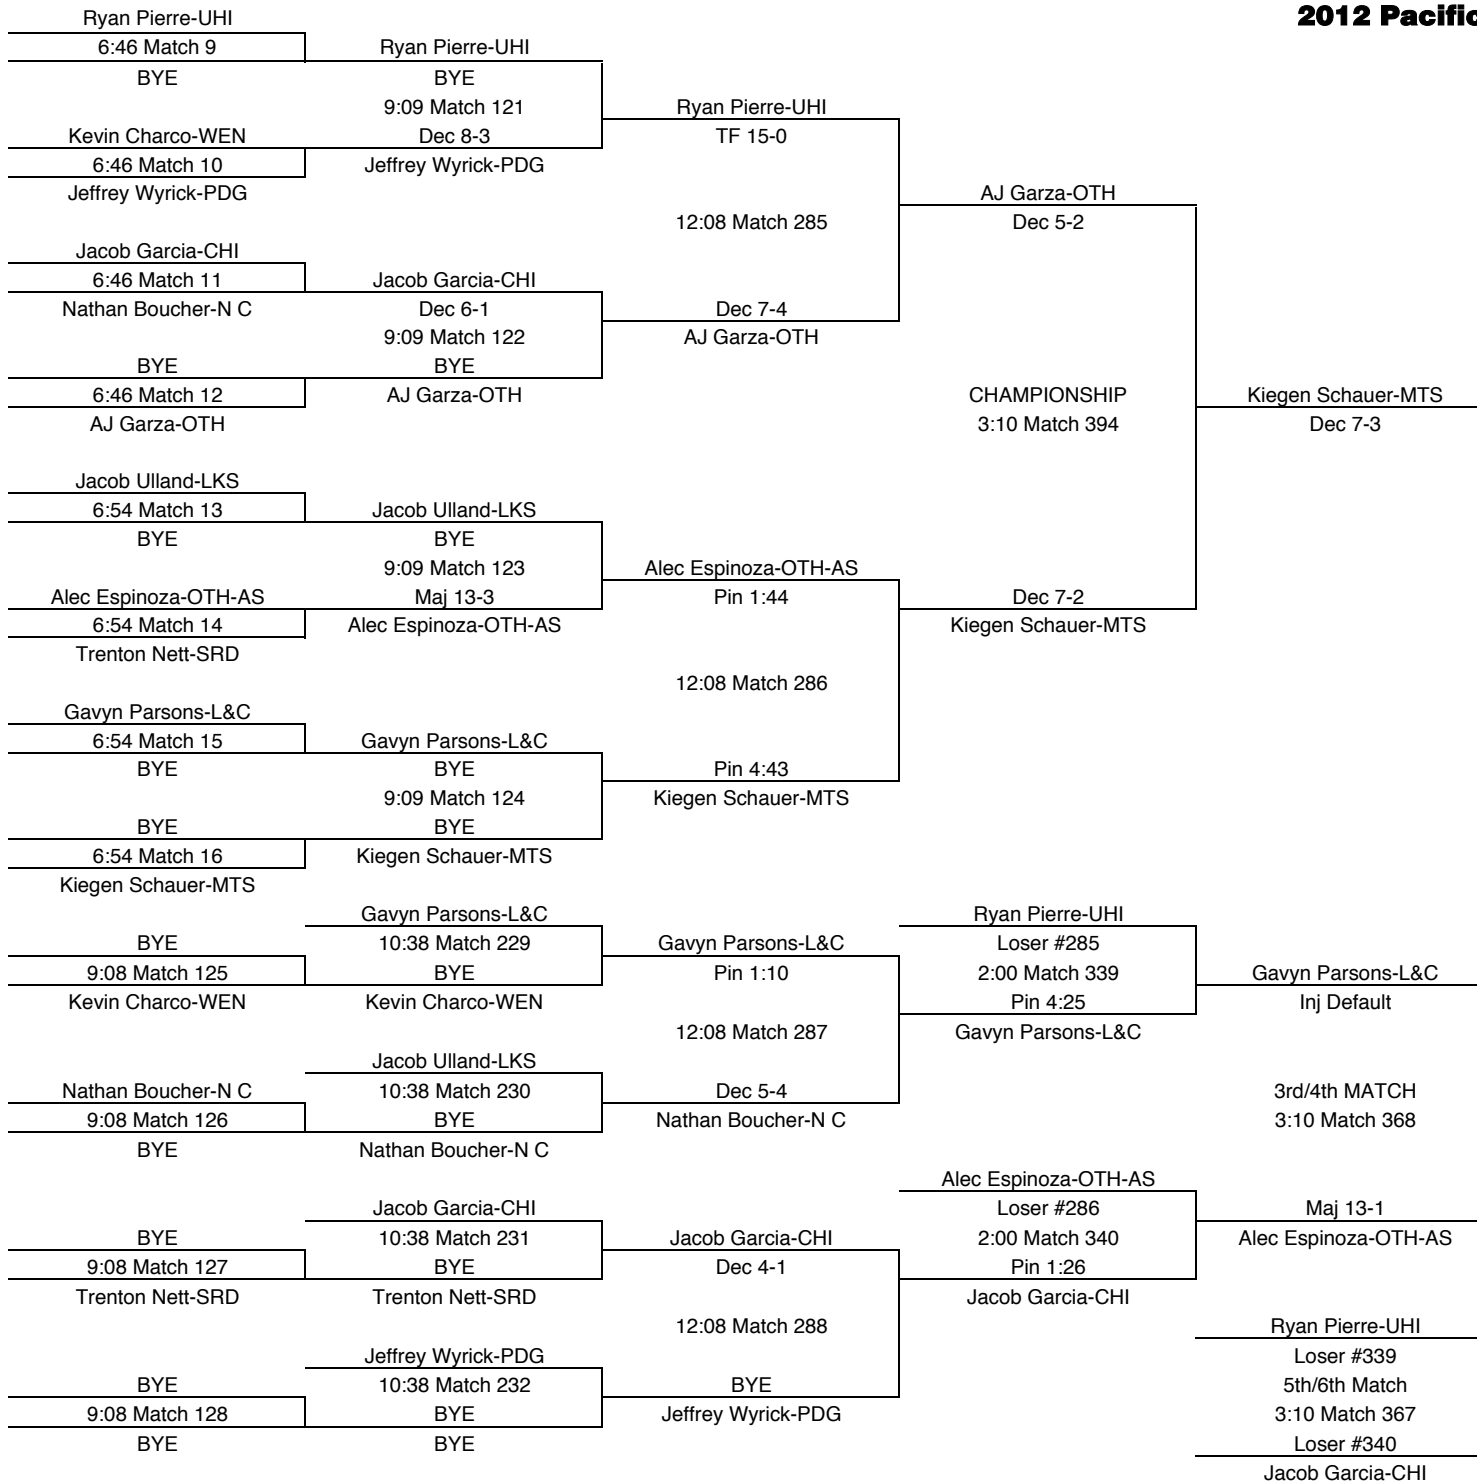 2012 Pacific
Ryan Pierre-UHI
6:46 Match 9
BYE
Kevin Charco-WEN
6:46 Match 10
Jeffrey Wyrick-PDG
Jacob Garcia-CHI
6:46 Match 11
Nathan Boucher-N C
BYE
6:46 Match 12
AJ Garza-OTH
Jacob Ulland-LKS
6:54 Match 13
BYE
Alec Espinoza-OTH-AS
6:54 Match 14
Trenton Nett-SRD
Gavyn Parsons-L&C
6:54 Match 15
BYE
BYE
6:54 Match 16
Kiegen Schauer-MTS
BYE
9:08 Match 125
Kevin Charco-WEN
Nathan Boucher-N C
9:08 Match 126
BYE
BYE
9:08 Match 127
Trenton Nett-SRD
BYE
9:08 Match 128
BYE
Ryan Pierre-UHI
BYE
9:09 Match 121
Dec 8-3
Jeffrey Wyrick-PDG
Jacob Garcia-CHI
Dec 6-1
9:09 Match 122
BYE
AJ Garza-OTH
Jacob Ulland-LKS
BYE
9:09 Match 123
Maj 13-3
Alec Espinoza-OTH-AS
Gavyn Parsons-L&C
BYE
9:09 Match 124
BYE
Kiegen Schauer-MTS
Gavyn Parsons-L&C
10:38 Match 229
BYE
Kevin Charco-WEN
Jacob Ulland-LKS
10:38 Match 230
BYE
Nathan Boucher-N C
Jacob Garcia-CHI
10:38 Match 231
BYE
Trenton Nett-SRD
Jeffrey Wyrick-PDG
10:38 Match 232
BYE
BYE
Ryan Pierre-UHI
TF 15-0
12:08 Match 285
Dec 7-4
AJ Garza-OTH
Alec Espinoza-OTH-AS
Pin 1:44
12:08 Match 286
Pin 4:43
Kiegen Schauer-MTS
Gavyn Parsons-L&C
Pin 1:10
12:08 Match 287
Dec 5-4
Nathan Boucher-N C
Jacob Garcia-CHI
Dec 4-1
12:08 Match 288
BYE
Jeffrey Wyrick-PDG
AJ Garza-OTH
Dec 5-2
CHAMPIONSHIP
3:10 Match 394
Dec 7-2
Kiegen Schauer-MTS
Ryan Pierre-UHI
Loser #285
2:00 Match 339
Pin 4:25
Gavyn Parsons-L&C
Alec Espinoza-OTH-AS
Loser #286
2:00 Match 340
Pin 1:26
Jacob Garcia-CHI
Kiegen Schauer-MTS
Dec 7-3
Gavyn Parsons-L&C
Inj Default
3rd/4th MATCH
3:10 Match 368
Maj 13-1
Alec Espinoza-OTH-AS
Ryan Pierre-UHI
Loser #339
5th/6th Match
3:10 Match 367
Loser #340
Jacob Garcia-CHI